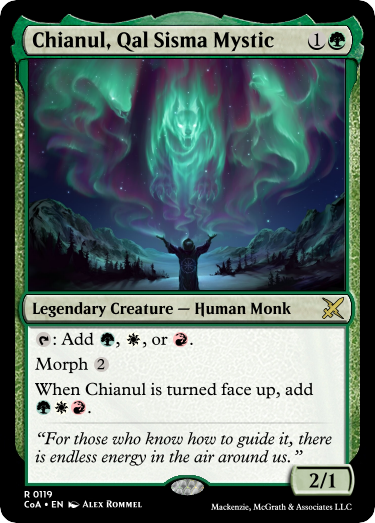 Chianul, Qal Sisma Mystic 1
Legendary Creature — Human Monk
: Add , , or .
Morph 2
When Chianul is turned face up, add
.
“For those who know how to guide it, there
is endless energy in the air around us.”
2/1
R 0119
CoA • EN Alex Rommel
Mackenzie, McGrath & Associates LLC